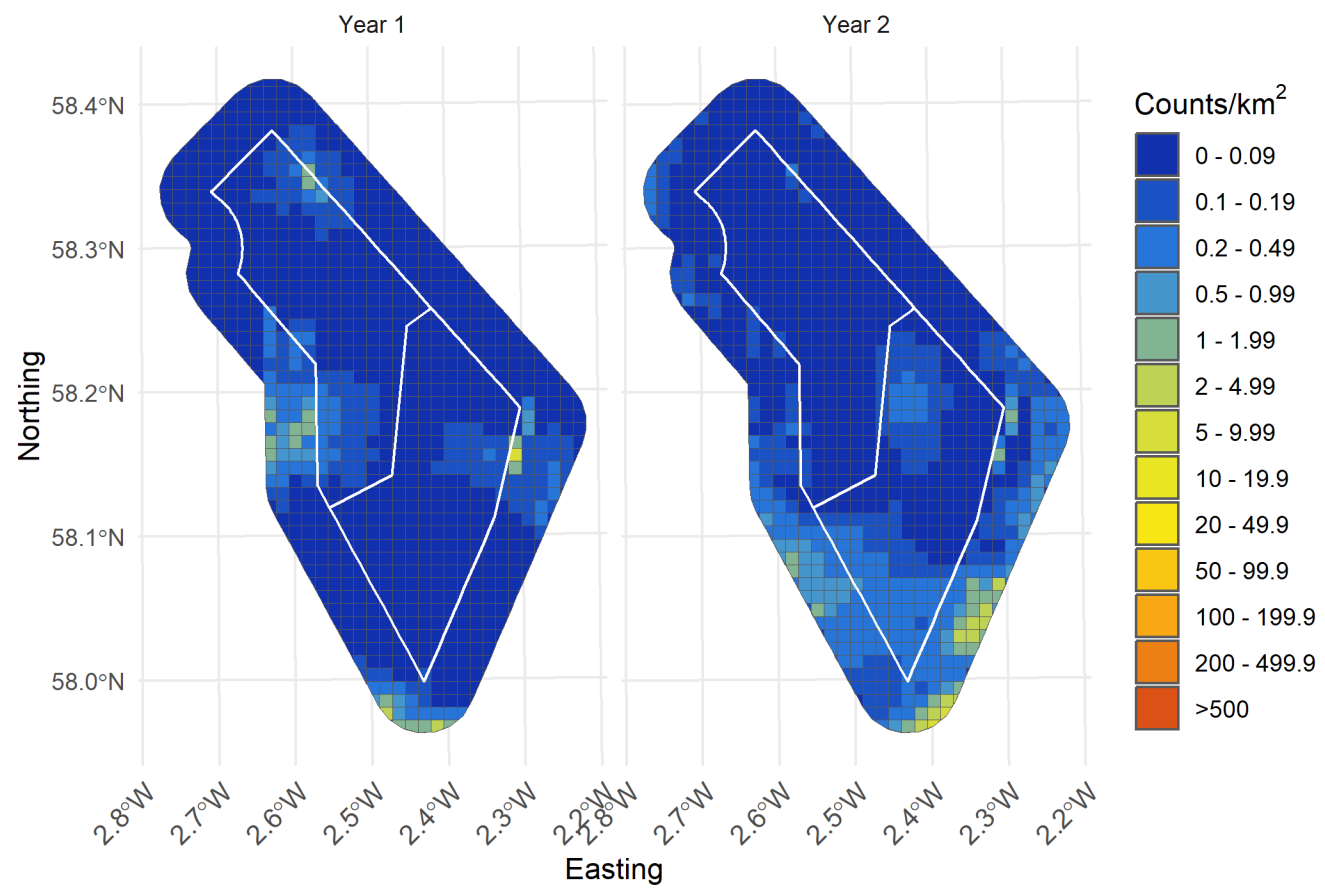 Year 1
Year 2
58.4°N
58.3°N
58.2°N
58.1°N
58.0°N
Northing
2.8°W
2.7°W
2.6°W
2.5°W
2.4°W
2.3°W
2.2°W
2.8°W
2.7°W
2.6°W
2.5°W
2.4°W
2.3°W
2.2°W
Easting
Counts/km²
0 - 0.09
0.1 - 0.19
0.2 - 0.49
0.5 - 0.99
1 - 1.99
2 - 4.99
5 - 9.99
10 - 19.9
20 - 49.9
50 - 99.9
100 - 199.9
200 - 499.9
>500